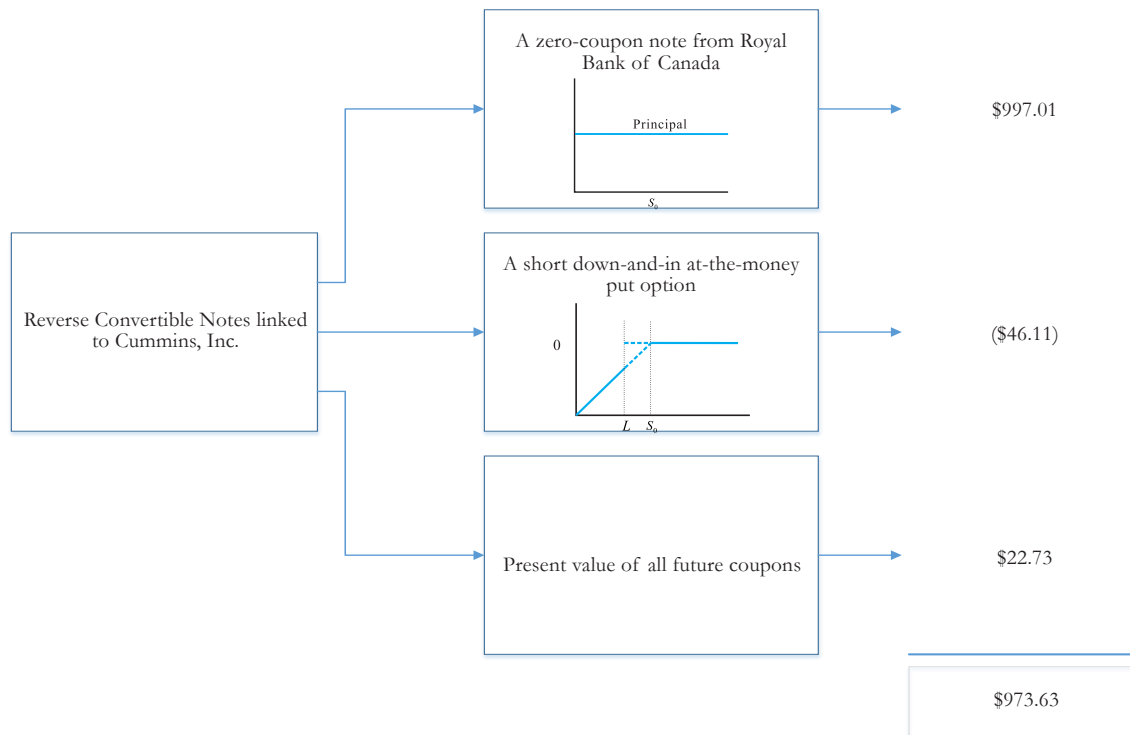 A zero-coupon note from Royal
Bank of Canada
Principal
S₀
$997.01
Reverse Convertible Notes linked
to Cummins, Inc.
A short down-and-in at-the-money
put option
0
L S₀
($46.11)
Present value of all future coupons
$22.73
$973.63